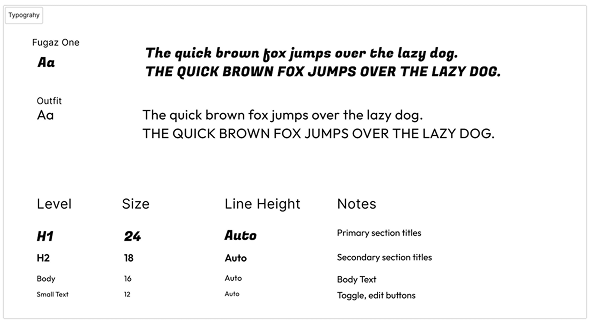 Typograhy
Fugaz One
Aa
The quick brown fox jumps over the lazy dog.
THE QUICK BROWN FOX JUMPS OVER THE LAZY DOG.
Outfit
Aa
The quick brown fox jumps over the lazy dog.
THE QUICK BROWN FOX JUMPS OVER THE LAZY DOG.
Level Size Line Height Notes
H1 24 Auto Primary section titles
H2 18 Auto Secondary section titles
Body 16 Auto Body Text
Small Text 12 Auto Toggle, edit buttons